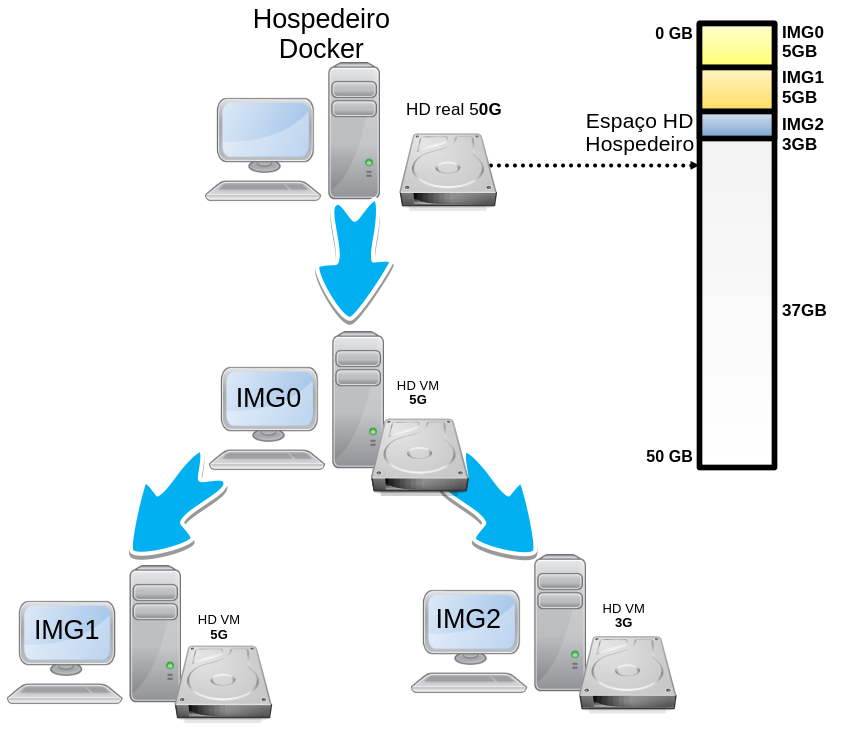 Hospedeiro
Docker
HD real 50G
0 GB
IMG0
5GB
IMG1
5GB
IMG2
3GB
Espaço HD
Hospedeiro
37GB
50 GB
IMG0
HD VM
5G
IMG1
HD VM
5G
IMG2
HD VM
3G